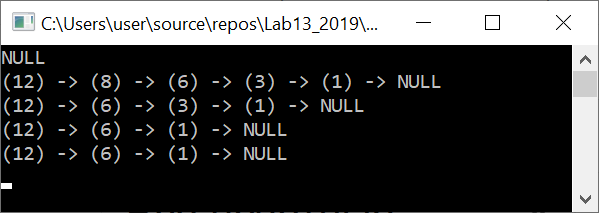 C:\Users\user\source\repos\Lab13_2019\...
NULL
(12) -> (8) -> (6) -> (3) -> (1) -> NULL
(12) -> (6) -> (3) -> (1) -> NULL
(12) -> (6) -> (1) -> NULL
(12) -> (6) -> (1) -> NULL